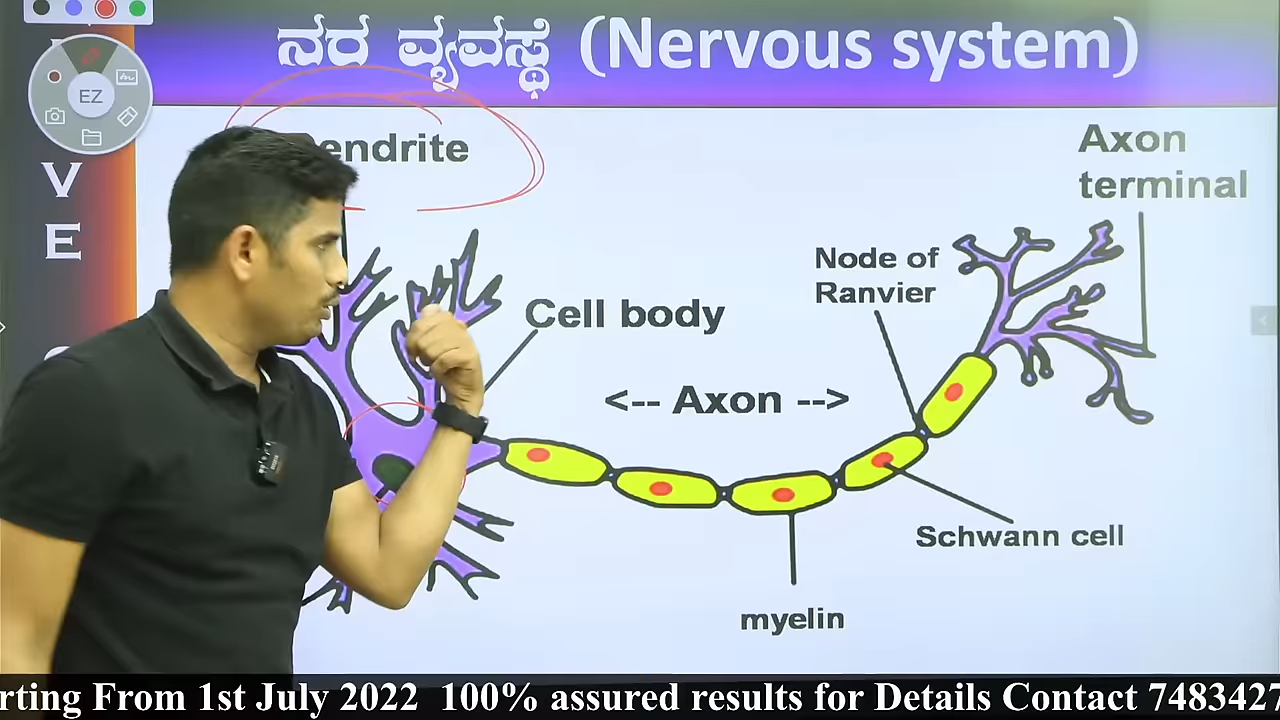 ನರ ವ್ಯವಸ್ಥೆ (Nervous system)
EZ
V
E
endrite
Axon
terminal
Node of
Ranvier
Cell body
<-- Axon -->
Schwann cell
myelin
rting From 1st July 2022 100% assured results for Details Contact 7483427